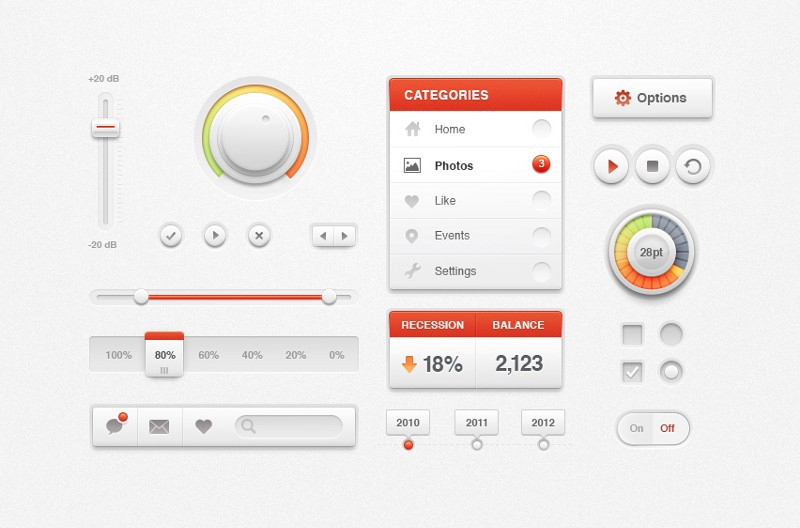 +20 dB
-20 dB
100% 80% 60% 40% 20% 0%
CATEGORIES
Home
Photos 3
Like
Events
Settings
RECESSION BALANCE
18% 2,123
2010 2011 2012
Options
28pt
On Off